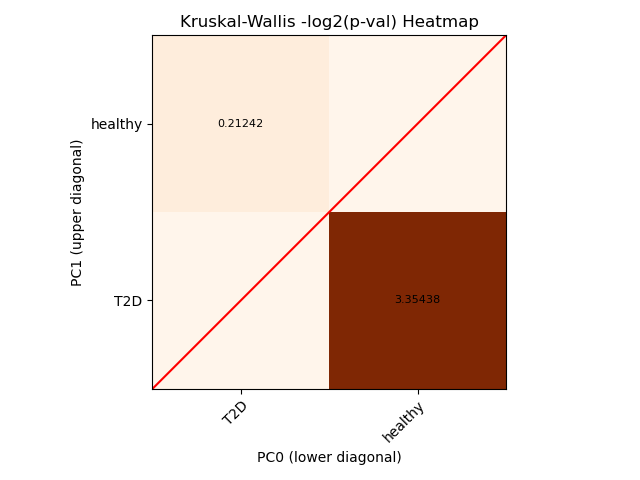 Kruskal-Wallis -log2(p-val) Heatmap
healthy
0.21242
PC1 (upper diagonal)
T2D
3.35438
T2D
healthy
PC0 (lower diagonal)